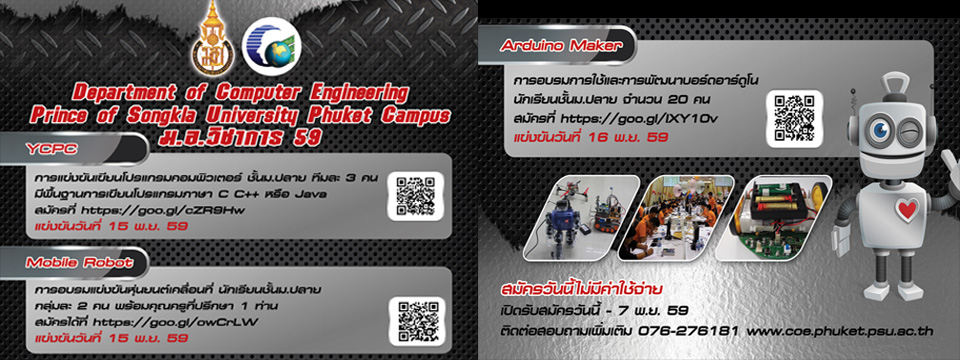 Department of Computer Engineering
Prince of Songkla University Phuket Campus
ม.อ.วิชาการ 59
YCPC
การแข่งขันเขียนโปรแกรมคอมพิวเตอร์ ชั้นม.ปลาย ทีมละ 3 คน
มีพื้นฐานการเขียนโปรแกรมภาษา C C++ หรือ Java
สมัครที่ https://goo.gl/cZR9Hw
แข่งขันวันที่ 15 พ.ย. 59
Mobile Robot
การอบรมแข่งขันหุ่นยนต์เคลื่อนที่ นักเรียนชั้นม.ปลาย
กลุ่มละ 2 คน พร้อมคุณครูที่ปรึกษา 1 ท่าน
สมัครได้ที่ https://goo.gl/owCrLW
แข่งขันวันที่ 15 พ.ย. 59
Arduino Maker
การอบรมการใช้และการพัฒนาบอร์ดอาร์ดูโน
นักเรียนชั้นม.ปลาย จำนวน 20 คน
สมัครที่ https://goo.gl/lXY1Ov
แข่งขันวันที่ 16 พ.ย. 59
สมัครวันนี้ไม่มีค่าใช้จ่าย
เปิดรับสมัครวันนี้ - 7 พ.ย. 59
ติดต่อสอบถามเพิ่มเติม 076-276181 www.coe.phuket.psu.ac.th